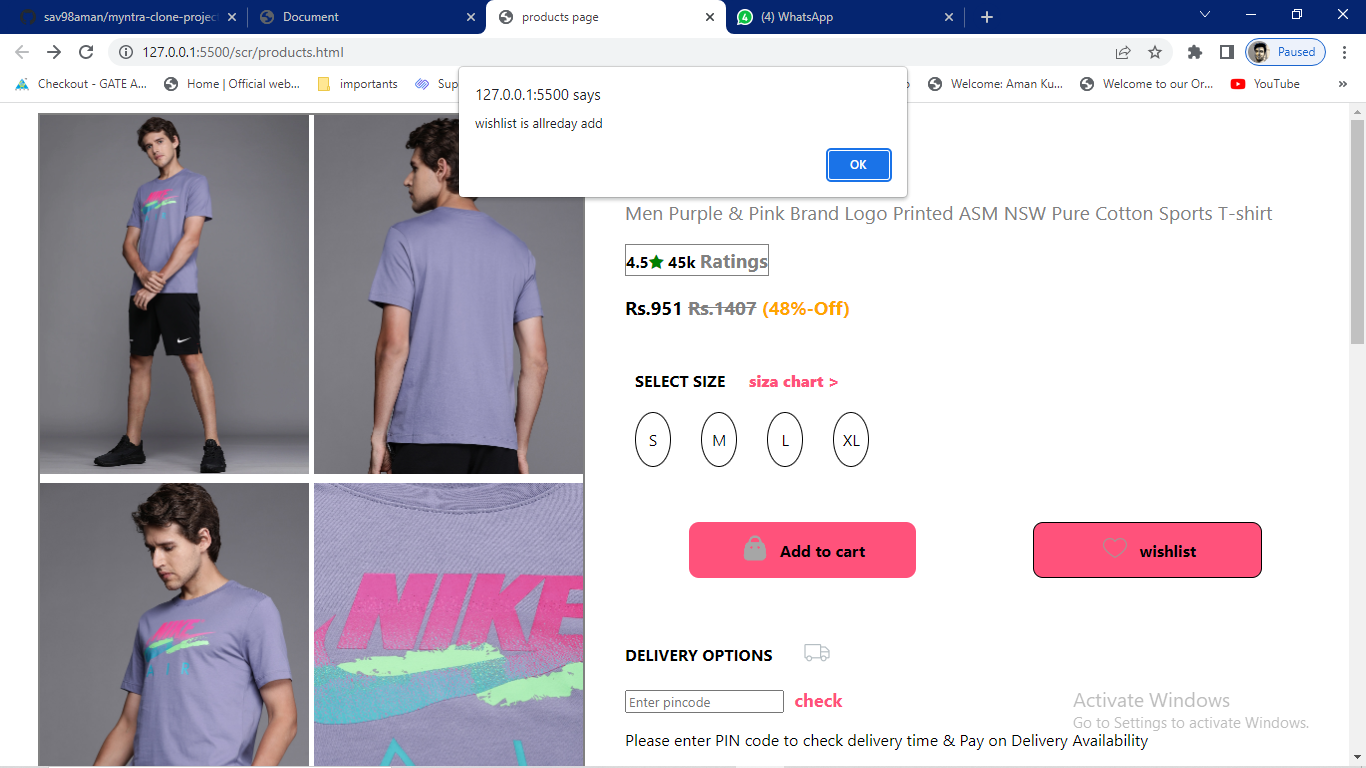 sav98aman/myntra-clone-project
Document
products page
(4) WhatsApp
127.0.0.1:5500/scr/products.html
Paused
Checkout - GATE A...
Home | Official web...
importants
Sup
Welcome: Aman Ku...
Welcome to our Or...
YouTube
»
127.0.0.1:5500 says
wishlist is allreday add
OK
Men Purple & Pink Brand Logo Printed ASM NSW Pure Cotton Sports T-shirt
4.5 45k Ratings
Rs.951 Rs.1407 (48%-Off)
SELECT SIZE siza chart >
S M L XL
Add to cart
wishlist
NIKE
AIR
NIKE
DELIVERY OPTIONS
Enter pincode check
Please enter PIN code to check delivery time & Pay on Delivery Availability
Activate Windows
Go to Settings to activate Windows.